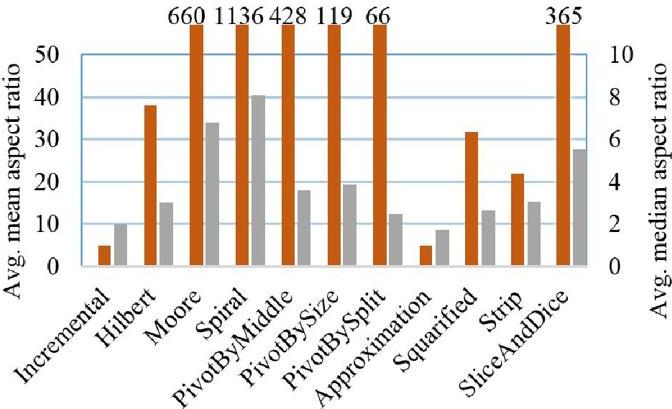 660 1136 428 119 66 365
50 10
40 8
30 6
20 4
10 2
0 0
Avg. mean aspect ratio
Avg. median aspect ratio
Incremental
Hilbert
Moore
Spiral
PivotByMiddle
PivotBySize
PivotBySplit
Approximation
Squarified
Strip
SliceAndDice